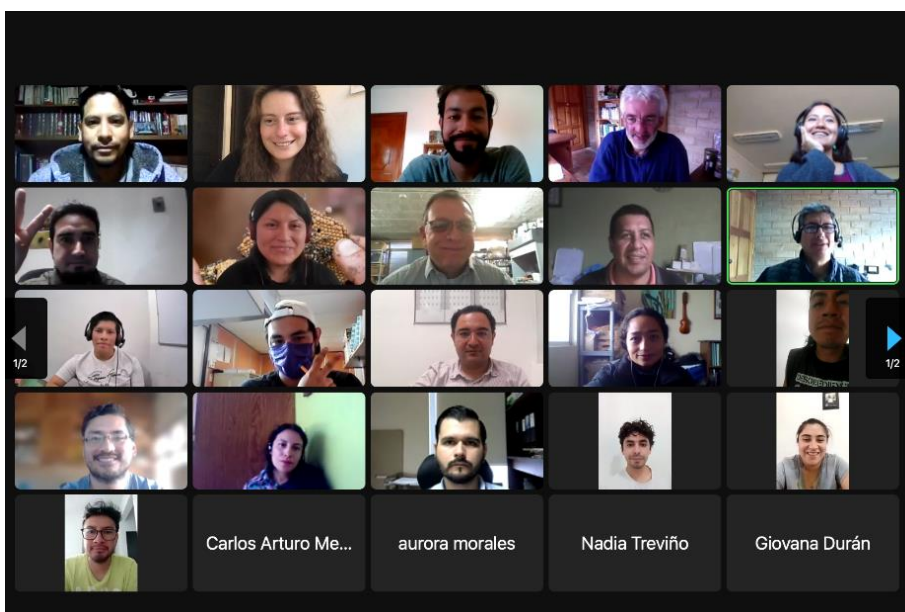 1/2
1/2
Carlos Arturo Me...
aurora morales
Nadia Treviño
Giovana Durán